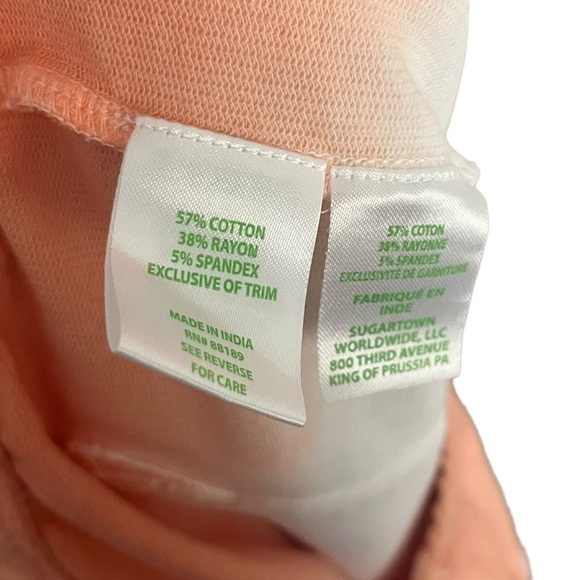 57% COTTON
38% RAYON
5% SPANDEX
EXCLUSIVE OF TRIM
MADE IN INDIA
RN# 88189
SEE REVERSE
FOR CARE
57% COTON
38% RAYONNE
5% SPANDEX
EXCLUSIVITÉ DE GARNITURE
FABRIQUÉ EN
INDE
SUGARTOWN
WORLDWIDE, LLC
800 THIRD AVENUE
KING OF PRUSSIA PA